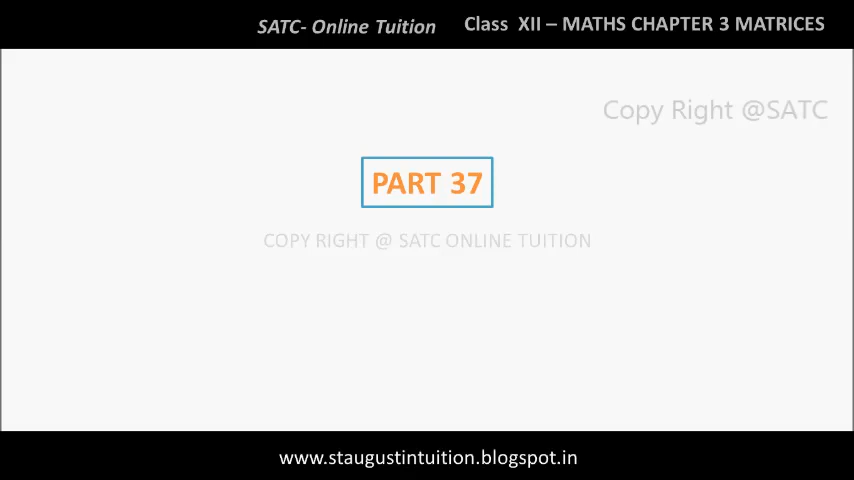 SATC- Online Tuition Class XII – MATHS CHAPTER 3 MATRICES
Copy Right @SATC
PART 37
COPY RIGHT @ SATC ONLINE TUITION
www.staugustintuition.blogspot.in